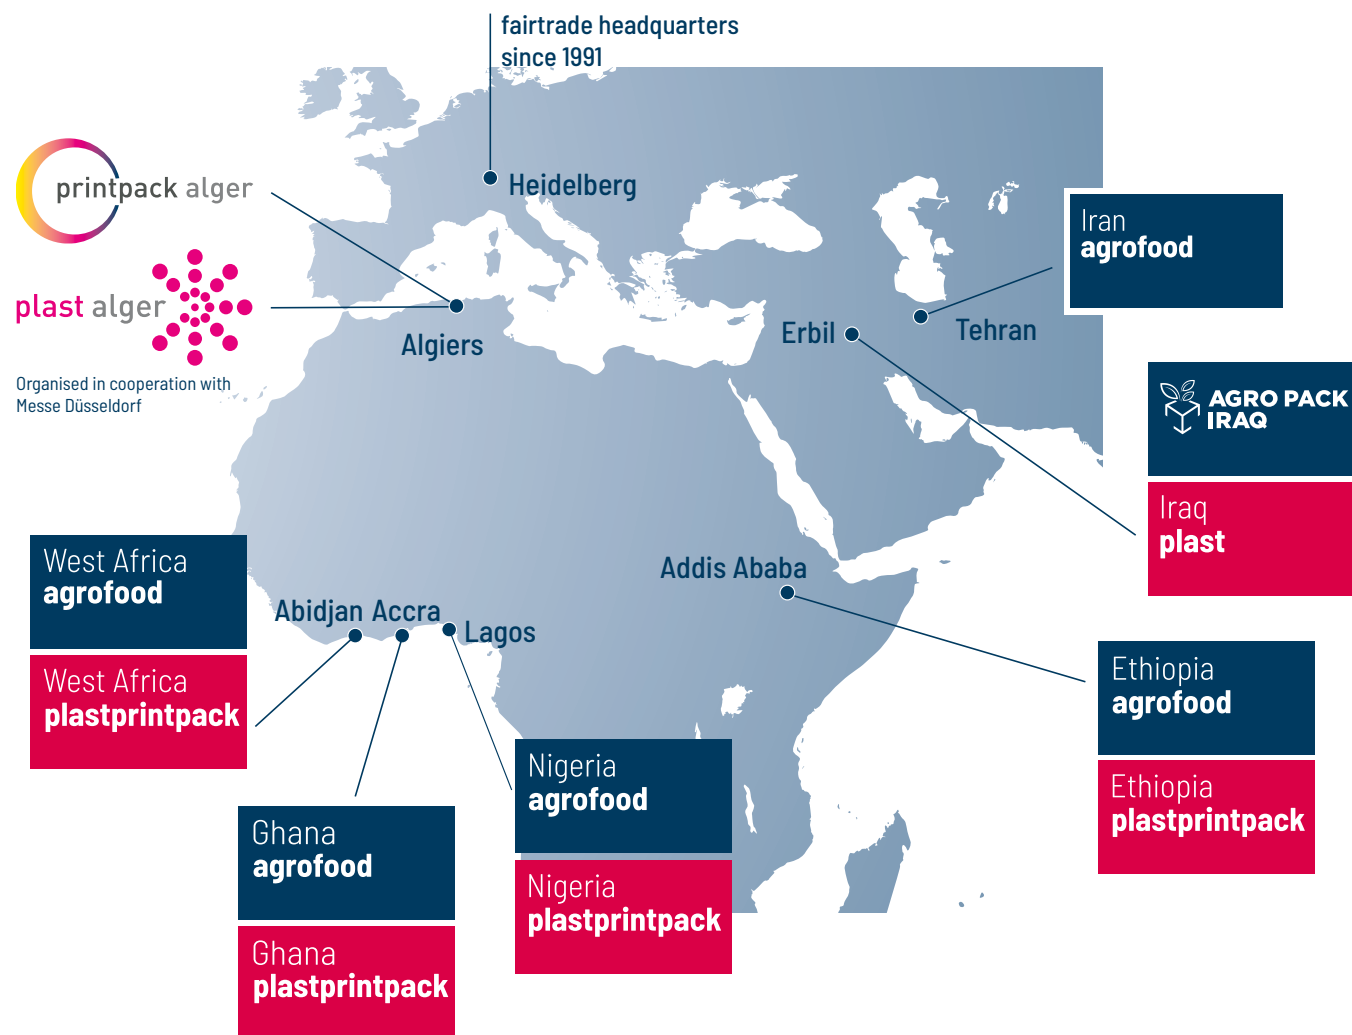 fairtrade headquarters
since 1991
printpack alger
Heidelberg
Iran
agrofood
plast alger
Algiers
Erbil
Tehran
Organised in cooperation with
Messe Düsseldorf
AGRO PACK
IRAQ
Iraq
plast
West Africa
agrofood
Addis Ababa
Abidjan Accra
Lagos
West Africa
plastprintpack
Ethiopia
agrofood
Nigeria
agrofood
Ethiopia
plastprintpack
Ghana
agrofood
Nigeria
plastprintpack
Ghana
plastprintpack